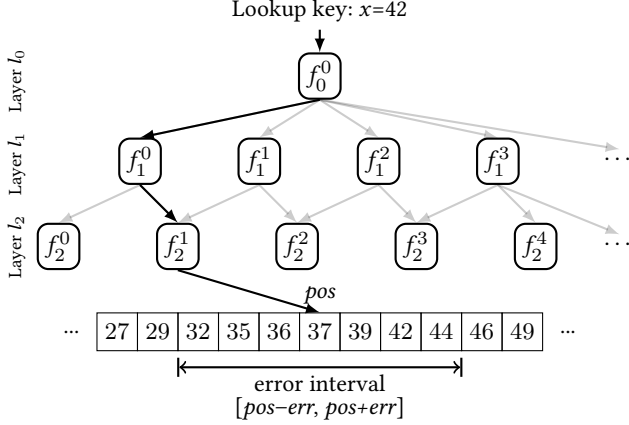 Lookup key: x=42
Layer l₀
f₀⁰
Layer l₁
f₁⁰ f₁¹ f₁² f₁³ ...
Layer l₂
f₂⁰ f₂¹ f₂² f₂³ f₂⁴ ...
pos
... 27 29 32 35 36 37 39 42 44 46 49 ...
error interval
[pos−err, pos+err]